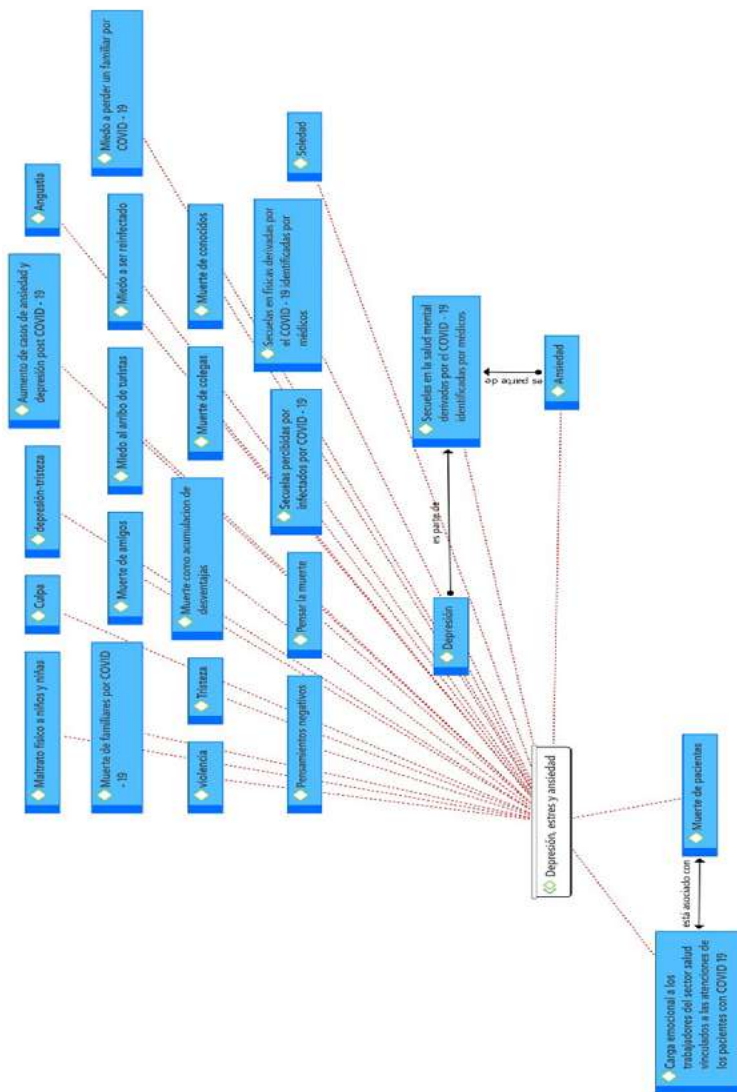 Maltrato físico a niños y niñas
Culpa
depresión-tristeza
Aumento de casos de ansiedad y
depresión post COVID - 19
Angustia
Muerte de familiares por COVID
- 19
Muerte de amigos
Miedo al arribo de turistas
Miedo a ser reinfectado
Miedo a perder un familiar por
COVID - 19
violencia
Tristeza
Muerte como acumulacion de
desventajas
Muerte de colegas
Muerte de conocidos
Pensamientos negativos
Pensar la muerte
Secuelas percibidas por
infectados por COVID - 19
Secuelas en físicas derivadas por
el COVID - 19 identificadas por
médicos
Soledad
Depresión
es parte de
Secuelas en la salud mental
derivadas por el COVID - 19
identificadas por médicos
es parte de
Ansiedad
Depresión, estres y ansiedad
Carga emocional a los
trabajadores del sector salud
vinculados a las atenciones de
los pacientes con COVID 19
está asociado con
Muerte de pacientes